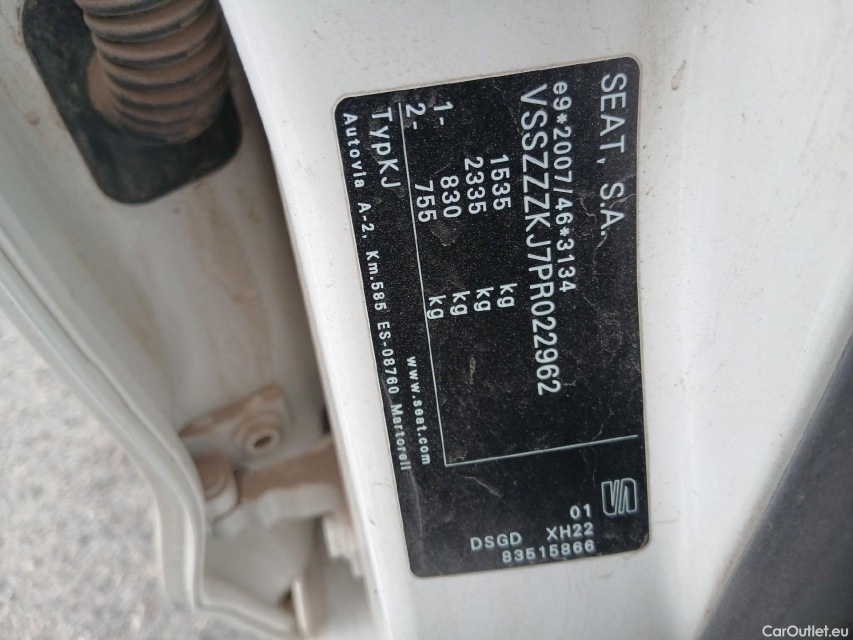 SEAT, S.A.
e9*2007/46*3134
VSSZZZKJ7PR022962
1535 kg
2335 kg
1- 830 kg
2- 755 kg
TypKJ www.seat.com
Autovia A-2, Km.585 ES-08760 Martorell
01
DSGD XH22
83515866
CarOutlet.eu